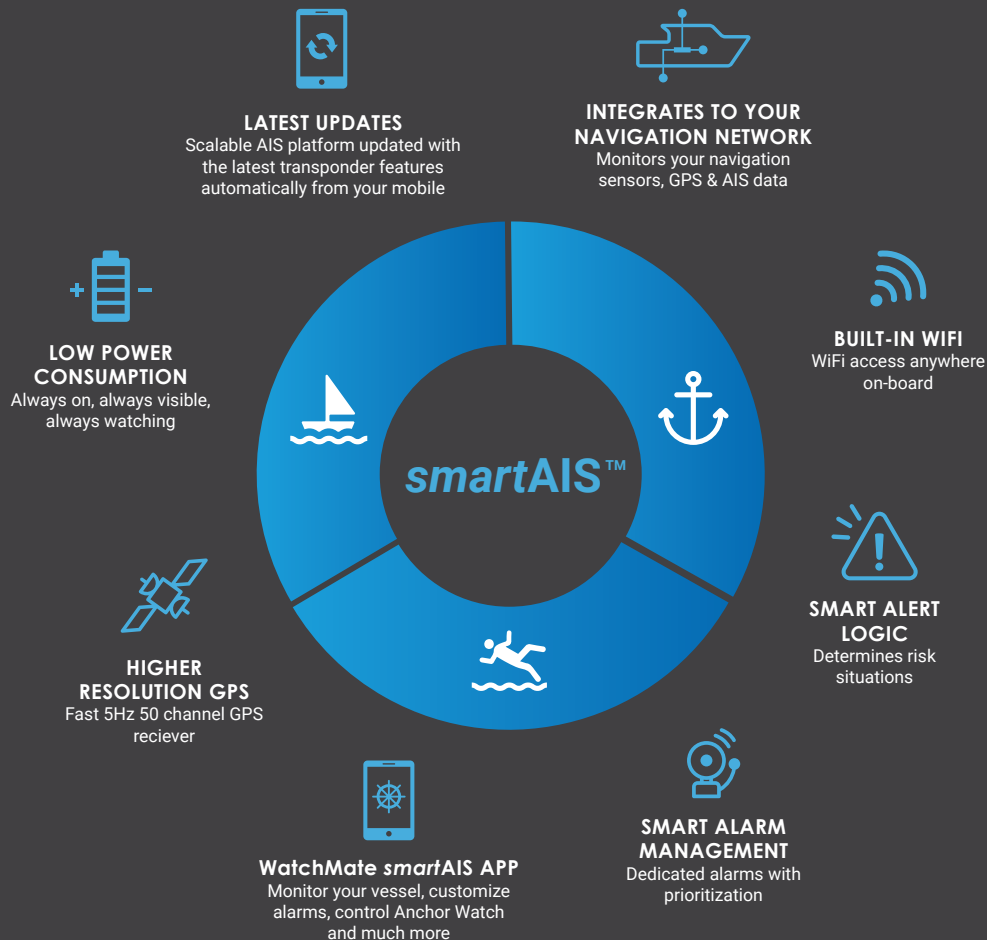 LATEST UPDATES
Scalable AIS platform updated with
the latest transponder features
automatically from your mobile
INTEGRATES TO YOUR
NAVIGATION NETWORK
Monitors your navigation
sensors, GPS & AIS data
LOW POWER
CONSUMPTION
Always on, always visible,
always watching
BUILT-IN WIFI
WiFi access anywhere
on-board
smartAIS™
SMART ALERT
LOGIC
Determines risk
situations
HIGHER
RESOLUTION GPS
Fast 5Hz 50 channel GPS
reciever
SMART ALARM
MANAGEMENT
Dedicated alarms with
prioritization
WatchMate smartAIS APP
Monitor your vessel, customize
alarms, control Anchor Watch
and much more